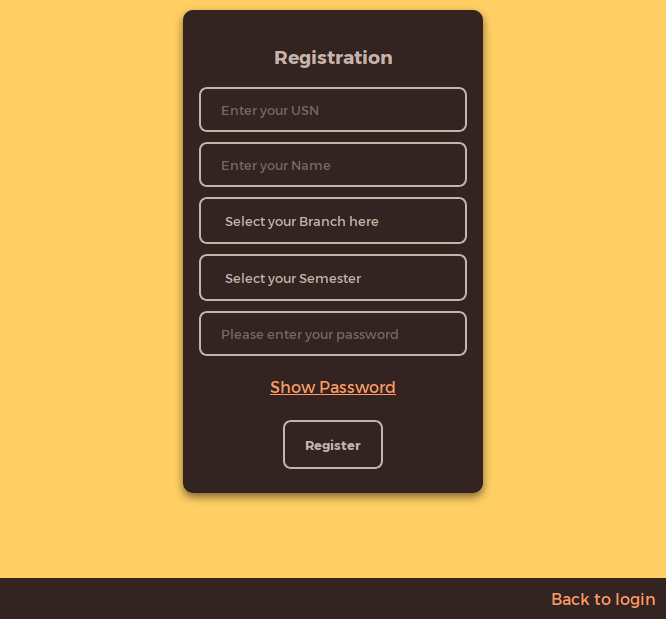 Registration
Enter your USN
Enter your Name
Select your Branch here
Select your Semester
Please enter your password
Show Password
Register
Back to login